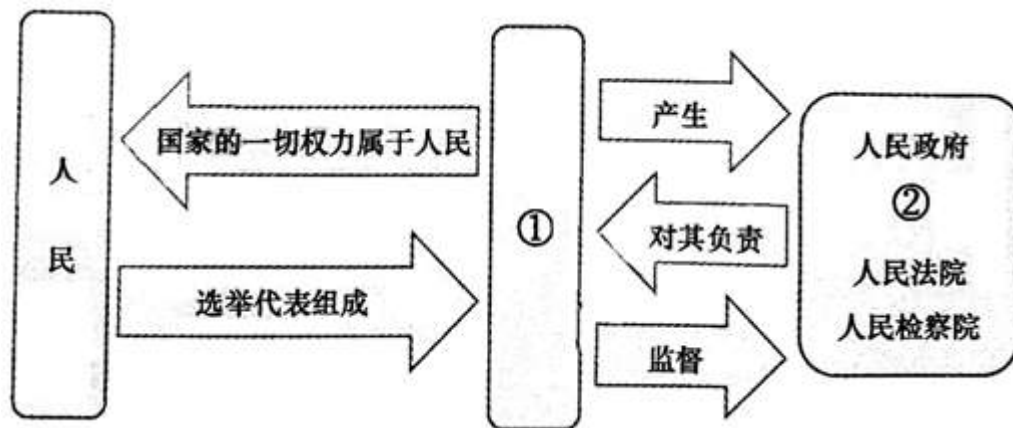 人民
国家的一切权力属于人民
选举代表组成
①
产生
对其负责
监督
人民政府
②
人民法院
人民检察院